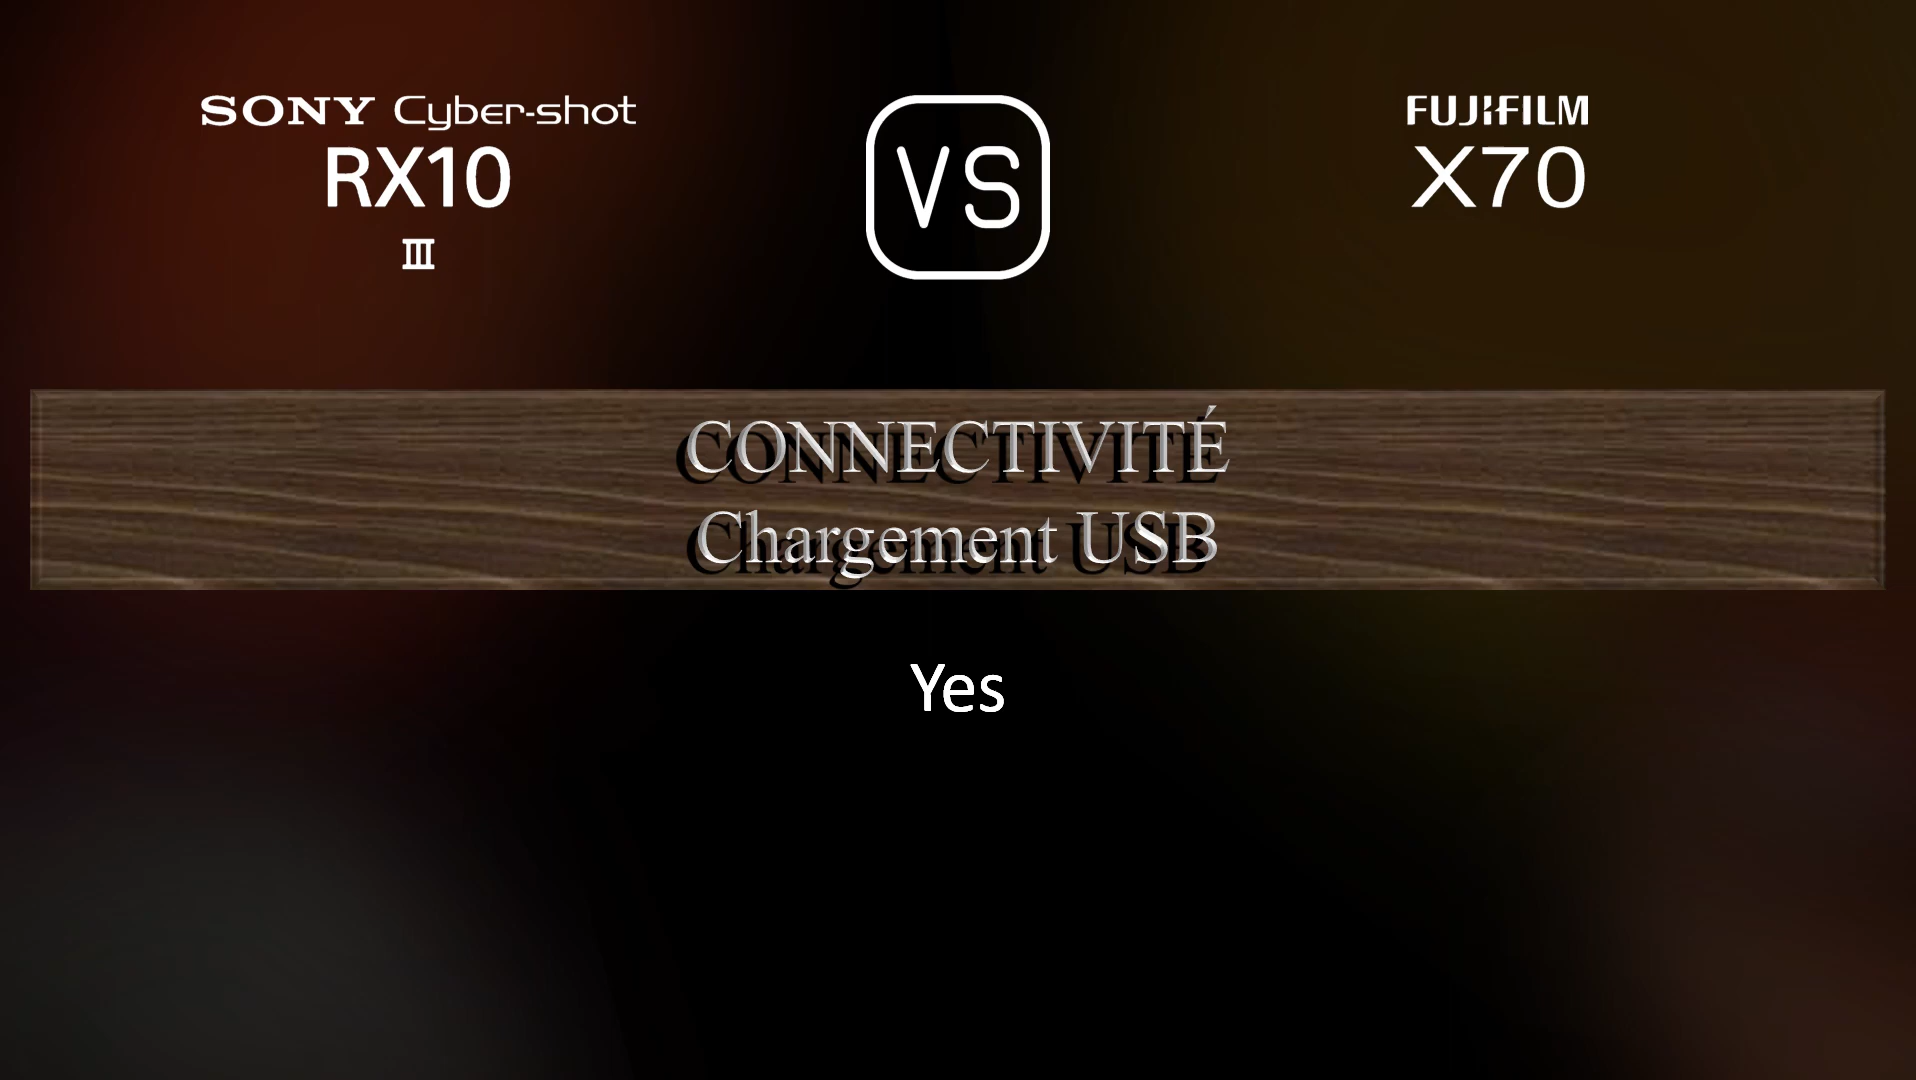 SONY Cyber-shot
RX10
III
VS
FUJIFILM
X70
CONNECTIVITÉ
Chargement USB
Yes